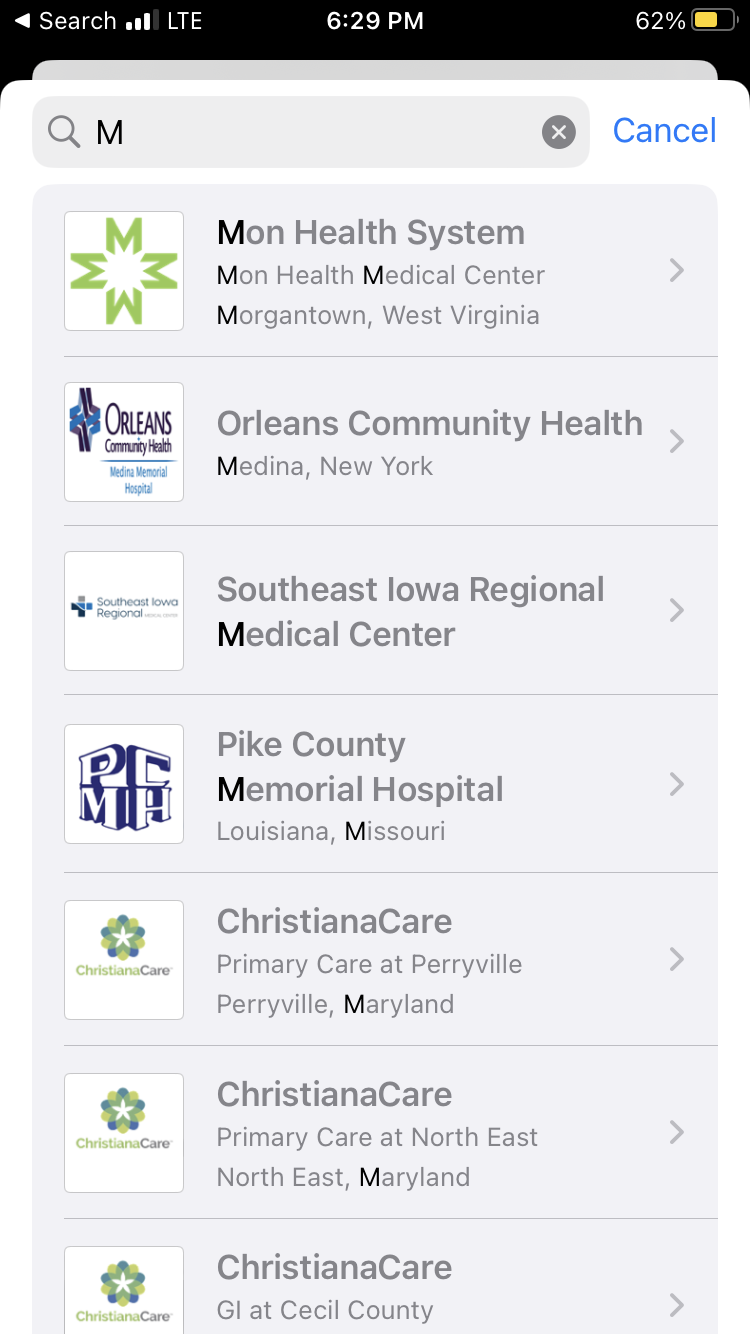 Search LTE 6:29 PM 62%
M Cancel
Mon Health System
Mon Health Medical Center
Morgantown, West Virginia
ORLEANS
Community Health
Medina Memorial
Hospital
Orleans Community Health
Medina, New York
Southeast Iowa
Regional MEDICAL CENTER
Southeast Iowa Regional
Medical Center
PC
MH
Pike County
Memorial Hospital
Louisiana, Missouri
ChristianaCare
ChristianaCare
Primary Care at Perryville
Perryville, Maryland
ChristianaCare
ChristianaCare
Primary Care at North East
North East, Maryland
ChristianaCare
ChristianaCare
GI at Cecil County